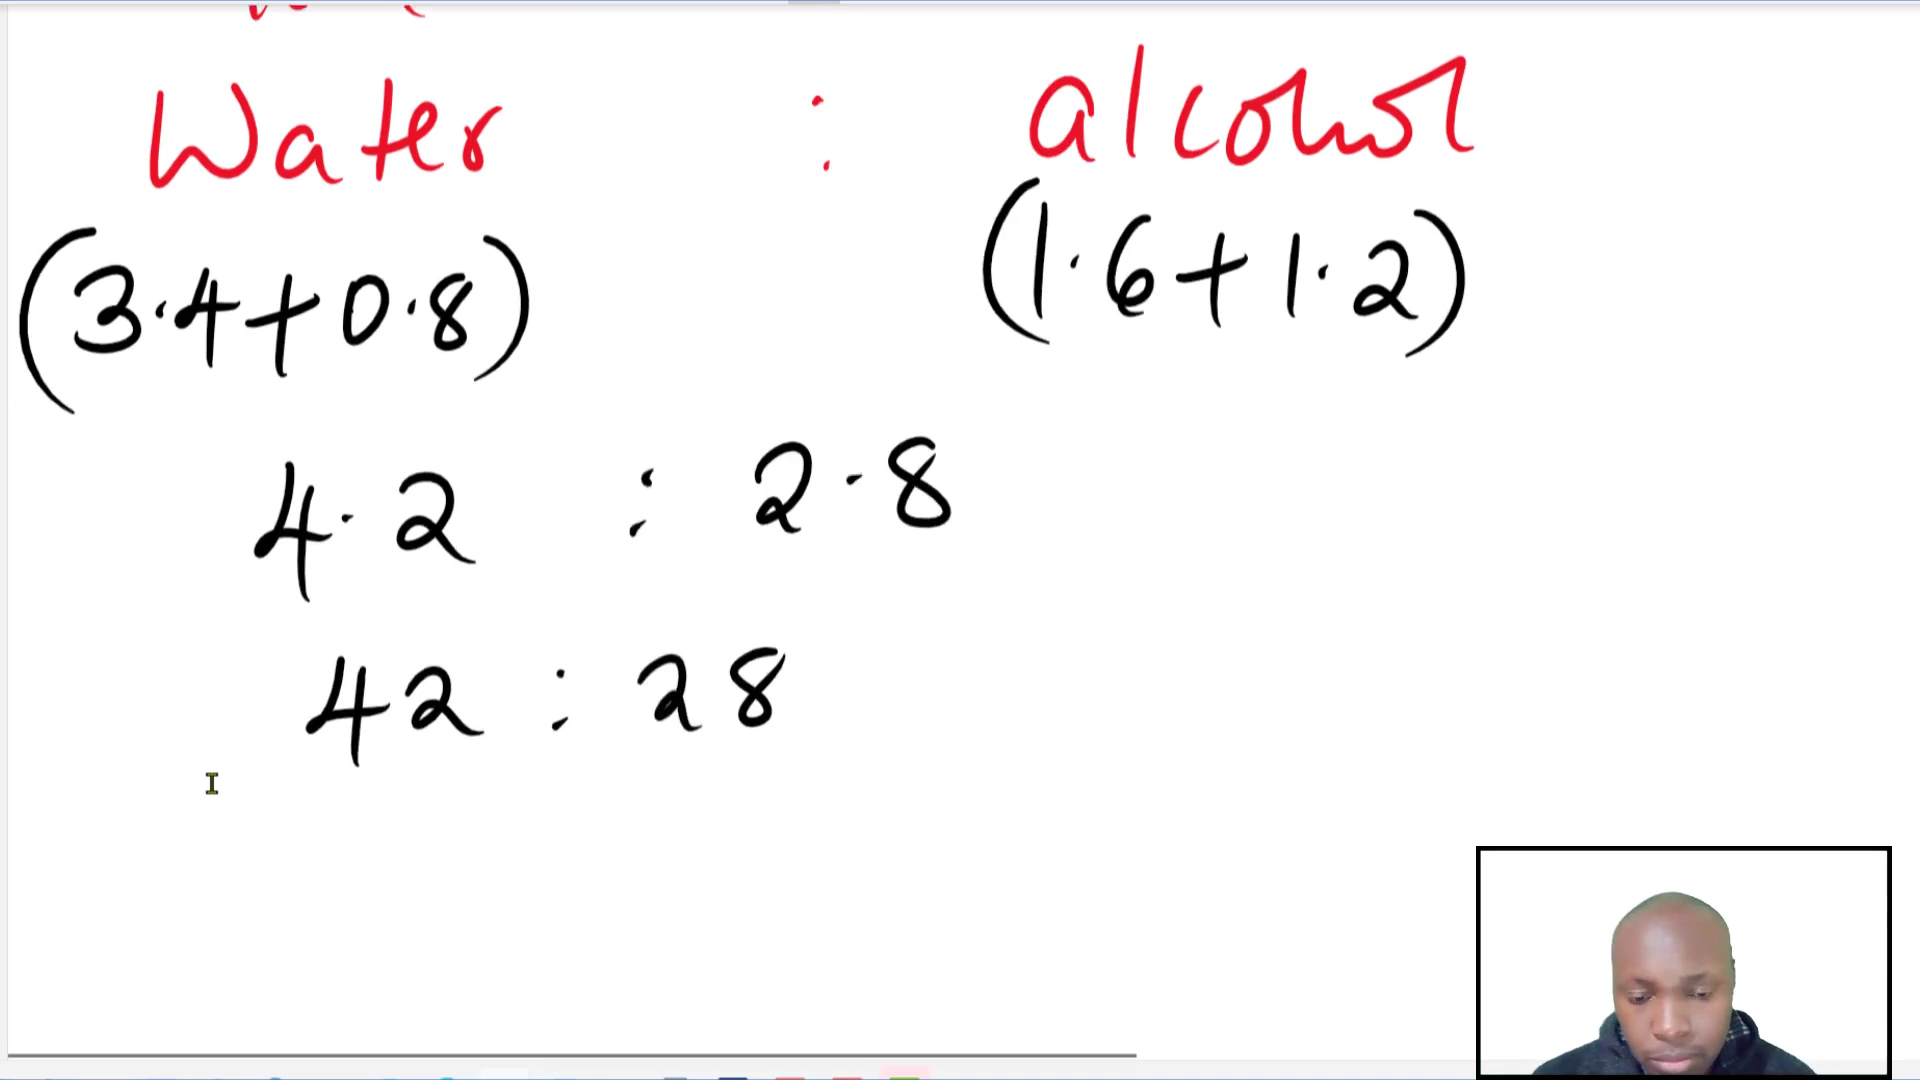 Water : alcohol
(3.4+0.8) (1.6+1.2)
4.2 : 2.8
42 : 28